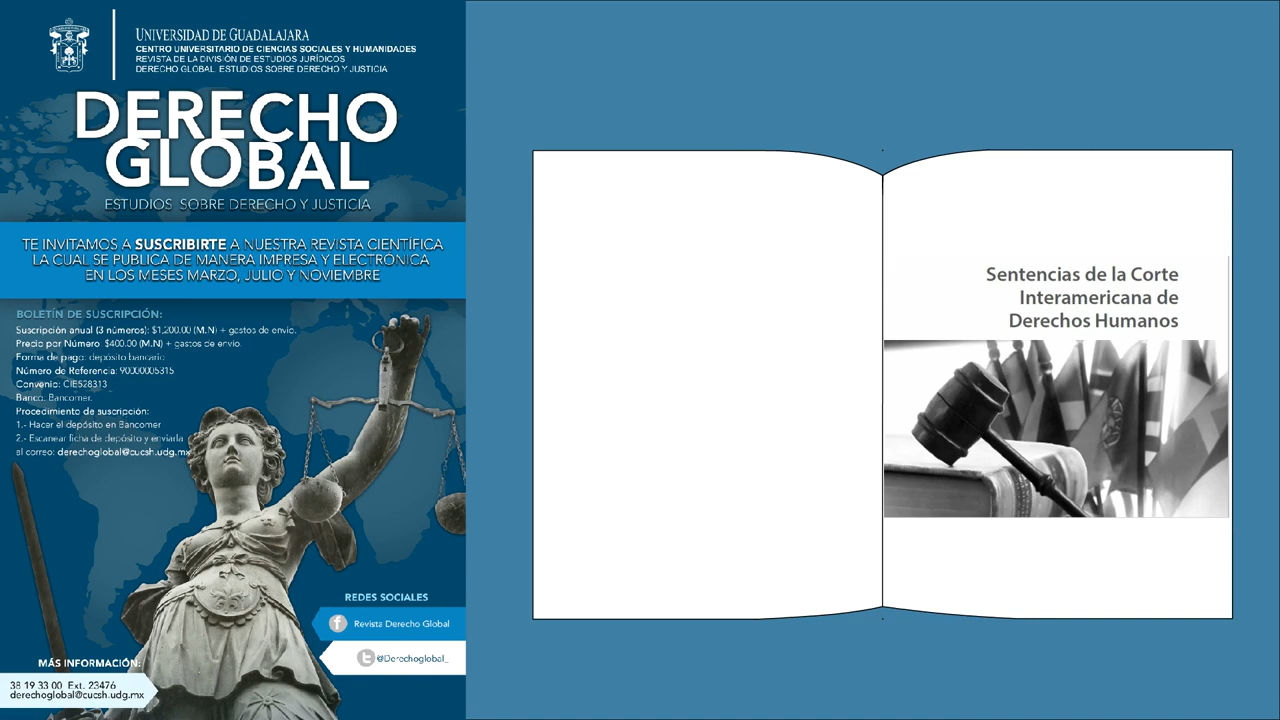 UNIVERSIDAD DE GUADALAJARA
CENTRO UNIVERSITARIO DE CIENCIAS SOCIALES Y HUMANIDADES
REVISTA DE LA DIVISIÓN DE ESTUDIOS JURÍDICOS
DERECHO GLOBAL. ESTUDIOS SOBRE DERECHO Y JUSTICIA
DERECHO
GLOBAL
ESTUDIOS SOBRE DERECHO Y JUSTICIA
TE INVITAMOS A SUSCRIBIRTE A NUESTRA REVISTA CIENTÍFICA
LA CUAL SE PUBLICA DE MANERA IMPRESA Y ELECTRÓNICA
EN LOS MESES MARZO, JULIO Y NOVIEMBRE
BOLETÍN DE SUSCRIPCIÓN:
Suscripción anual (3 números): $1,200.00 (M.N) + gastos de envío.
Precio por Número: $400.00 (M.N) + gastos de envío.
Forma de pago: depósito bancario
Número de Referencia: 90000005315
Convenio: CIE528313
Banco: Bancomer.
Procedimiento de suscripción:
1.- Hacer el depósito en Bancomer
2.- Escanear ficha de depósito y enviarla
al correo: derechoglobal@cucsh.udg.mx
REDES SOCIALES
Revista Derecho Global
@Derechoglobal_
MÁS INFORMACIÓN:
38 19 33 00 Ext. 23476
derechoglobal@cucsh.udg.mx
Sentencias de la Corte
Interamericana de
Derechos Humanos